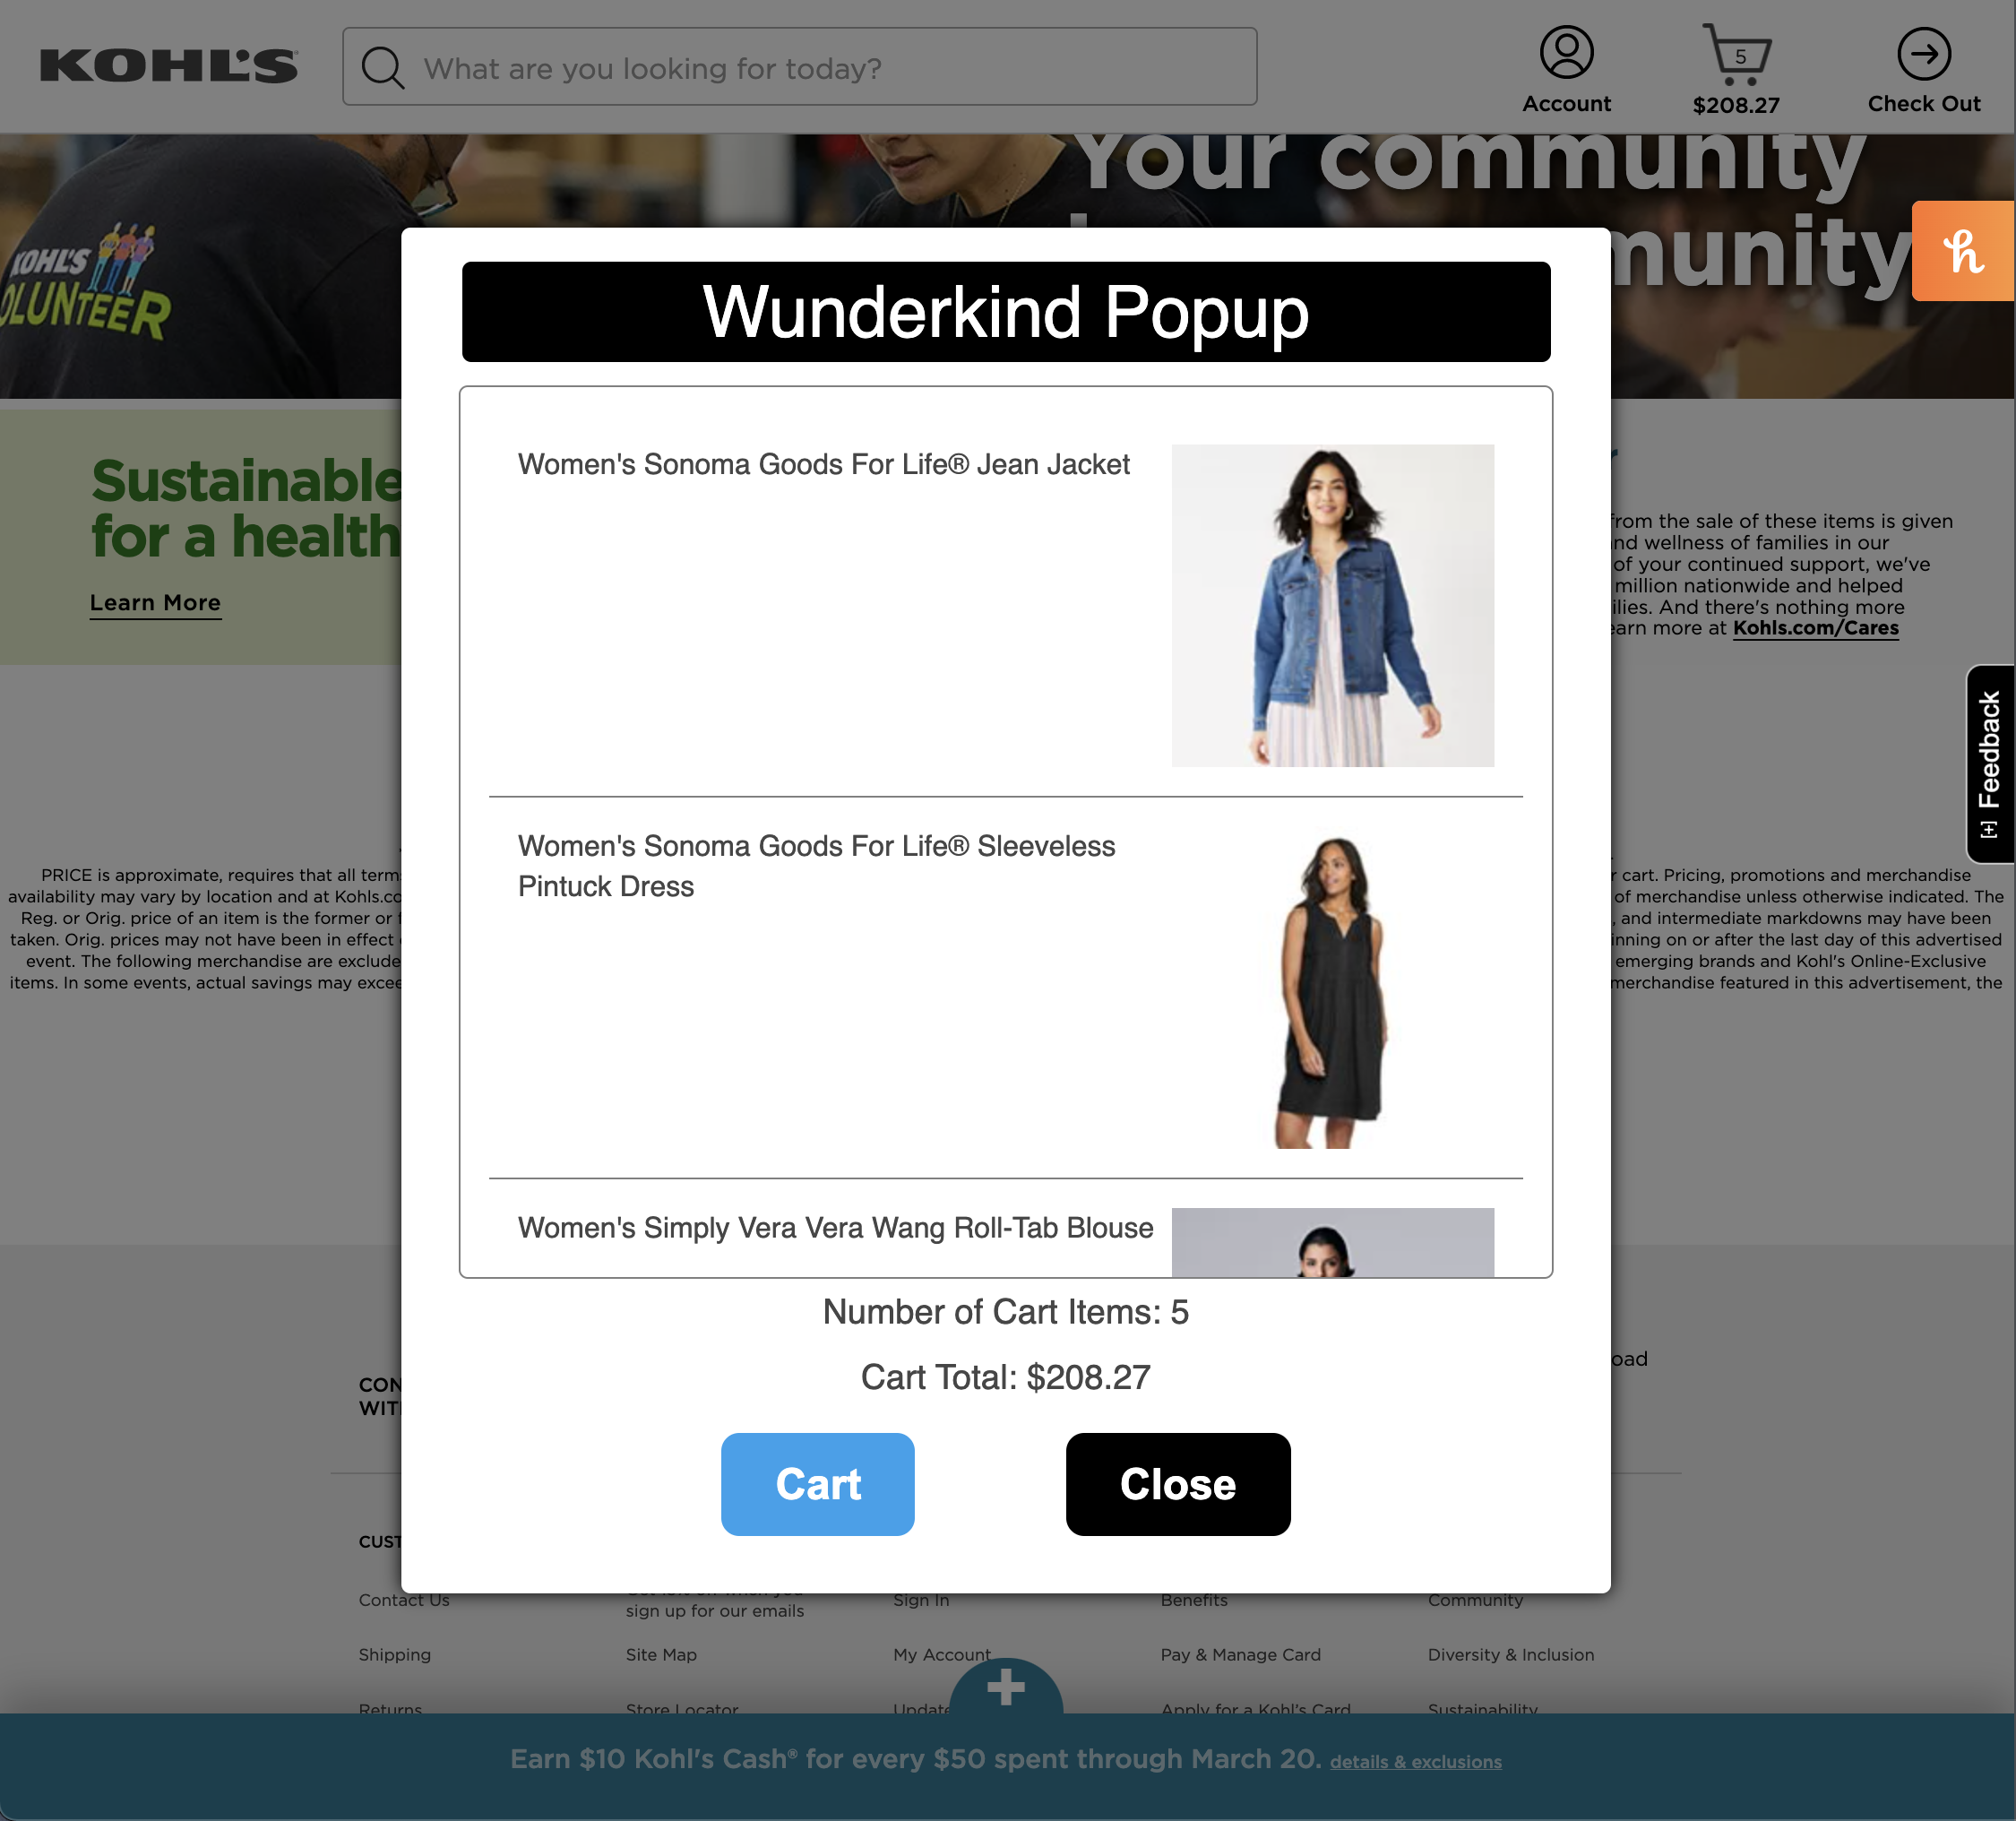 KOHL'S
What are you looking for today?
5
Account
$208.27
Check Out
Your community
munity
KOHL'S
VOLUNTEER
h
Wunderkind Popup
Women's Sonoma Goods For Life® Jean Jacket
Women's Sonoma Goods For Life® Sleeveless
Pintuck Dress
Women's Simply Vera Vera Wang Roll-Tab Blouse
Number of Cart Items: 5
Cart Total: $208.27
Cart
Close
Sustainable
for a health
Learn More
from the sale of these items is given
and wellness of families in our
of your continued support, we've
million nationwide and helped
ilies. And there's nothing more
earn more at Kohls.com/Cares
[+] Feedback
PRICE is approximate, requires that all term
availability may vary by location and at Kohls.co
Reg. or Orig. price of an item is the former or
taken. Orig. prices may not have been in effect
event. The following merchandise are exclude
items. In some events, actual savings may excee
r cart. Pricing, promotions and merchandise
of merchandise unless otherwise indicated. The
, and intermediate markdowns may have been
inning on or after the last day of this advertised
emerging brands and Kohl's Online-Exclusive
merchandise featured in this advertisement, the
CON
WIT
oad
CUST
Contact Us
Shipping
Returns
sign up for our emails
Site Map
Store Locator
Sign In
My Account
Update
Benefits
Pay & Manage Card
Apply for a Kohl's Card
Community
Diversity & Inclusion
Sustainability
Earn $10 Kohl's Cash® for every $50 spent through March 20. details & exclusions